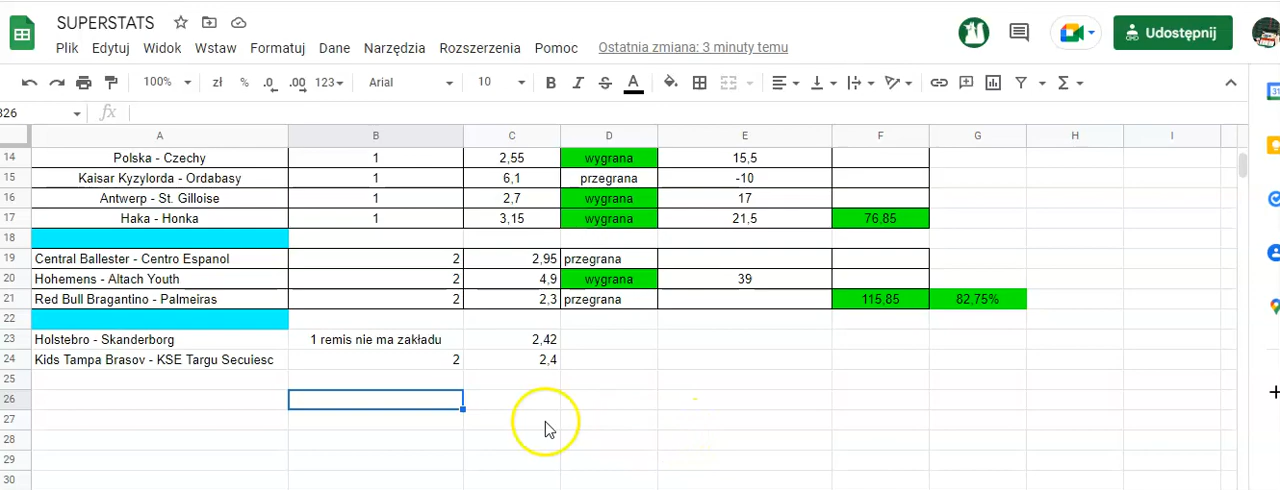 SUPERSTATS
Plik Edytuj Widok Wstaw Formatuj Dane Narzędzia Rozszerzenia Pomoc Ostatnia zmiana: 3 minuty temu
Udostępnij
100% zł % .0 .00 123 Arial 10 B I S A
B26 fx
A B C D E F G H I
14 Polska - Czechy 1 2,55 wygrana 15,5
15 Kaisar Kyzylorda - Ordabasy 1 6,1 przegrana -10
16 Antwerp - St. Gilloise 1 2,7 wygrana 17
17 Haka - Honka 1 3,15 wygrana 21,5 76,85
18
19 Central Ballester - Centro Espanol 2 2,95 przegrana
20 Hohemens - Altach Youth 2 4,9 wygrana 39
21 Red Bull Bragantino - Palmeiras 2 2,3 przegrana 115,85 82,75%
22
23 Holstebro - Skanderborg 1 remis nie ma zakładu 2,42
24 Kids Tampa Brasov - KSE Targu Secuiesc 2 2,4
25
26
27
28
29
30